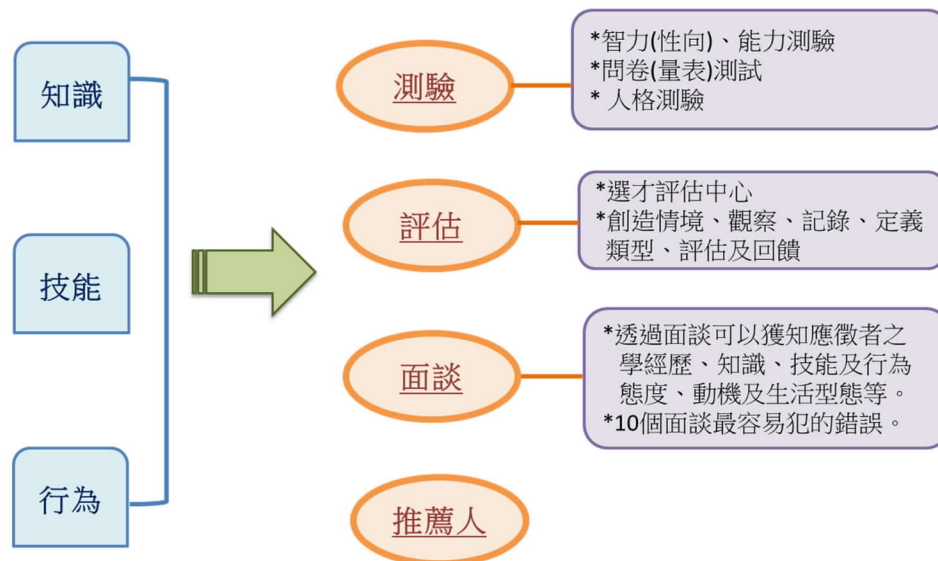 知識
技能
行為
測驗
*智力(性向)、能力測驗
*問卷(量表)測試
* 人格測驗
評估
*選才評估中心
*創造情境、觀察、記錄、定義
類型、評估及回饋
面談
*透過面談可以獲知應徵者之
學經歷、知識、技能及行為
態度、動機及生活型態等。
*10個面談最容易犯的錯誤。
推薦人